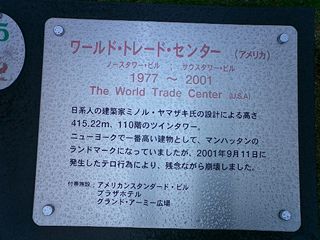 5
ワールド・トレード・センター (アメリカ)
ノースタワー・ビル ; サウスタワー・ビル
1977 ～ 2001
The World Trade Center (U.S.A)
日系人の建築家ミノル・ヤマザキ氏の設計による高さ
415.22m、110階のツインタワー。
ニューヨークで一番高い建物として、マンハッタンの
ランドマークになっていましたが、2001年9月11日に
発生したテロ行為により、残念ながら崩壊しました。
付帯施設：アメリカンスタンダード・ビル
プラザホテル
グランド・アーミー広場